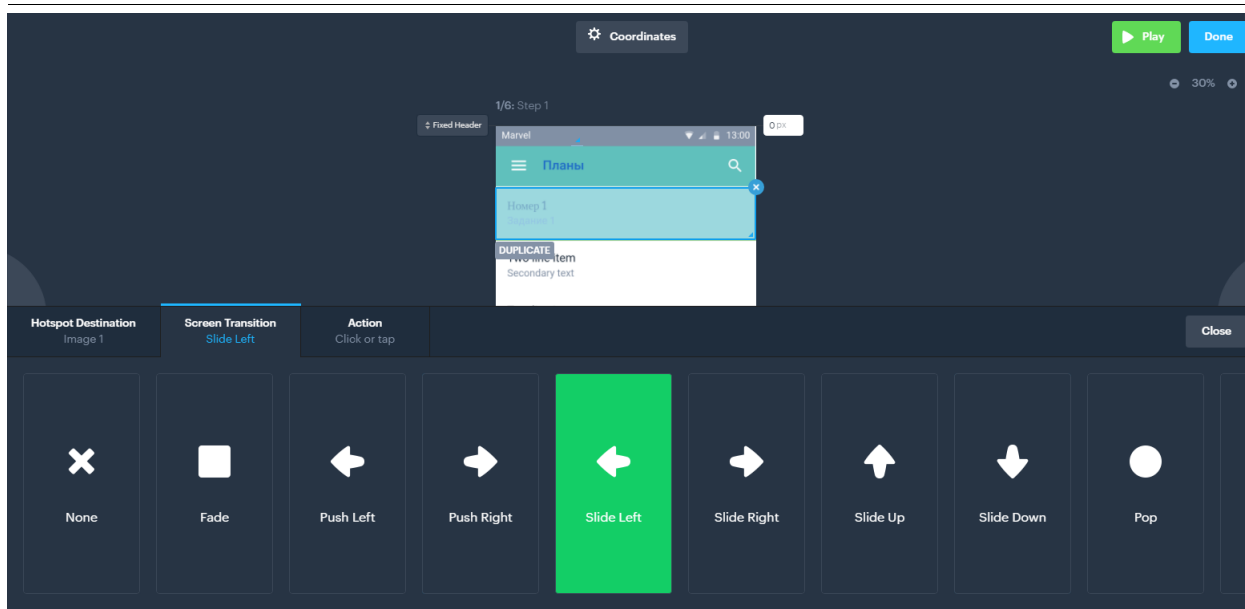 Coordinates
Play
Done
30%
1/6: Step 1
Fixed Header
0 px
Marvel
13:00
Планы
Номер 1
Задание 1
DUPLICATE
Two-line item
Secondary text
Hotspot Destination
Image 1
Screen Transition
Slide Left
Action
Click or tap
Close
None
Fade
Push Left
Push Right
Slide Left
Slide Right
Slide Up
Slide Down
Pop